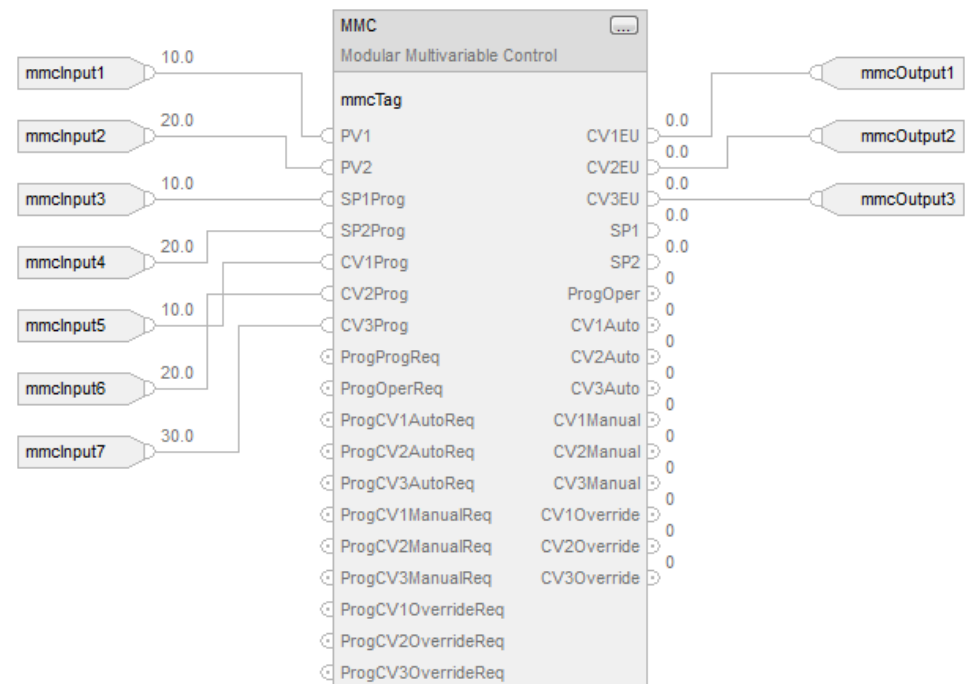 MMC
...
Modular Multivariable Control
mmcTag
mmcInput1
10.0
mmcInput2
20.0
mmcInput3
10.0
mmcInput4
20.0
mmcInput5
10.0
mmcInput6
20.0
mmcInput7
30.0
PV1
PV2
SP1Prog
SP2Prog
CV1Prog
CV2Prog
CV3Prog
ProgProgReq
ProgOperReq
ProgCV1AutoReq
ProgCV2AutoReq
ProgCV3AutoReq
ProgCV1ManualReq
ProgCV2ManualReq
ProgCV3ManualReq
ProgCV1OverrideReq
ProgCV2OverrideReq
ProgCV3OverrideReq
CV1EU
0.0
CV2EU
0.0
CV3EU
0.0
SP1
0.0
SP2
0.0
ProgOper
0
CV1Auto
0
CV2Auto
0
CV3Auto
0
CV1Manual
0
CV2Manual
0
CV3Manual
0
CV1Override
0
CV2Override
0
CV3Override
0
mmcOutput1
mmcOutput2
mmcOutput3